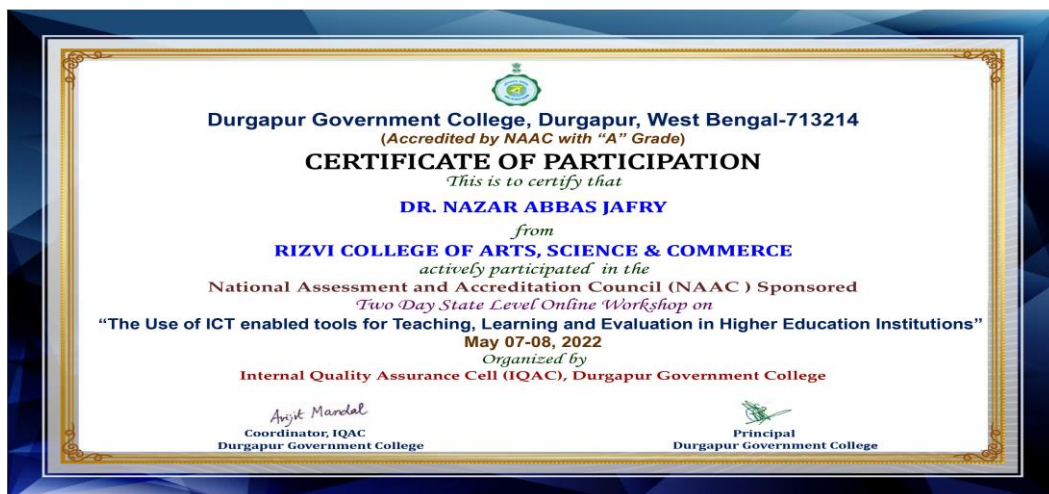 Durgapur Government College, Durgapur, West Bengal-713214
(Accredited by NAAC with “A” Grade)
CERTIFICATE OF PARTICIPATION
This is to certify that
DR. NAZAR ABBAS JAFRY
from
RIZVI COLLEGE OF ARTS, SCIENCE & COMMERCE
actively participated in the
National Assessment and Accreditation Council (NAAC ) Sponsored
Two Day State Level Online Workshop on
“The Use of ICT enabled tools for Teaching, Learning and Evaluation in Higher Education Institutions”
May 07-08, 2022
Organized by
Internal Quality Assurance Cell (IQAC), Durgapur Government College
Avijit Mandal
Coordinator, IQAC
Durgapur Government College
Principal
Durgapur Government College